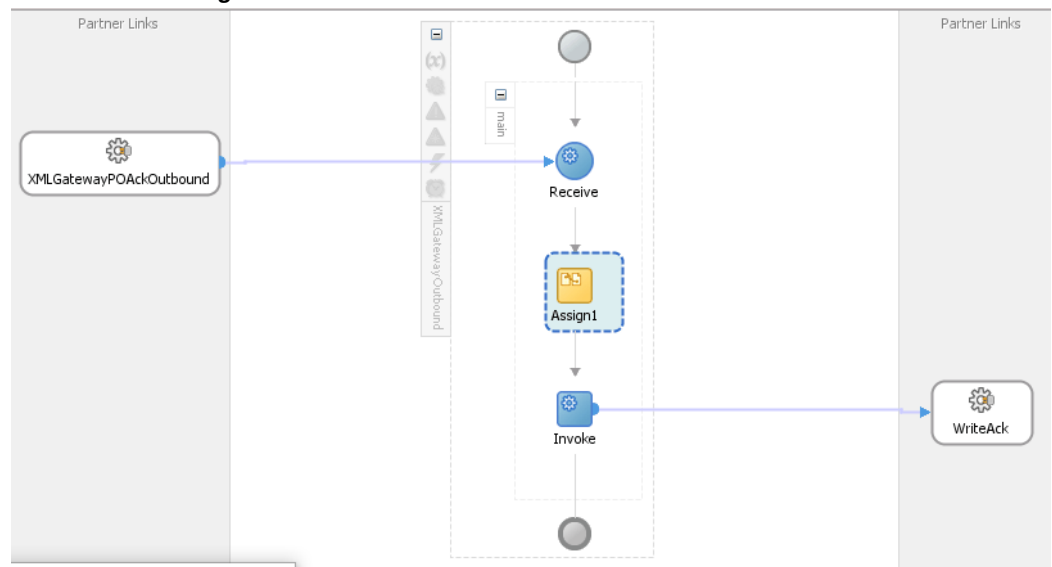 Partner Links
Partner Links
(x)
main
XMLGatewayPOAckOutbound
Receive
XMLGatewayOutbound
Assign1
Invoke
WriteAck